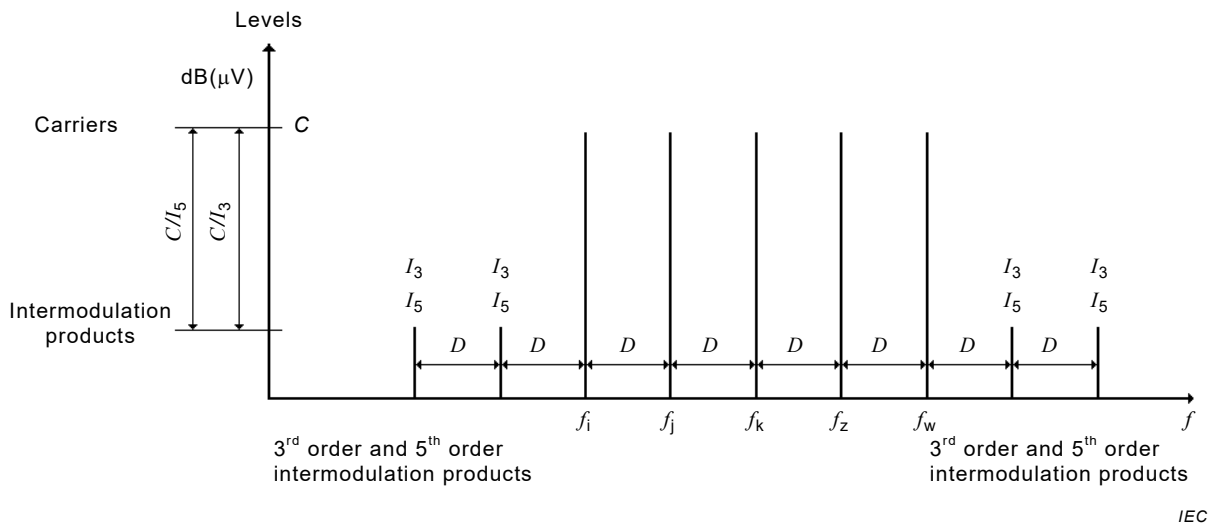 Levels
dB(μV)
Carriers
C
C/I5
C/I3
I3
I3
I3
I3
I5
I5
I5
I5
Intermodulation
products
D
D
D
D
D
D
D
D
fi
fj
fk
fz
fw
f
3rd order and 5th order
intermodulation products
3rd order and 5th order
intermodulation products
IEC